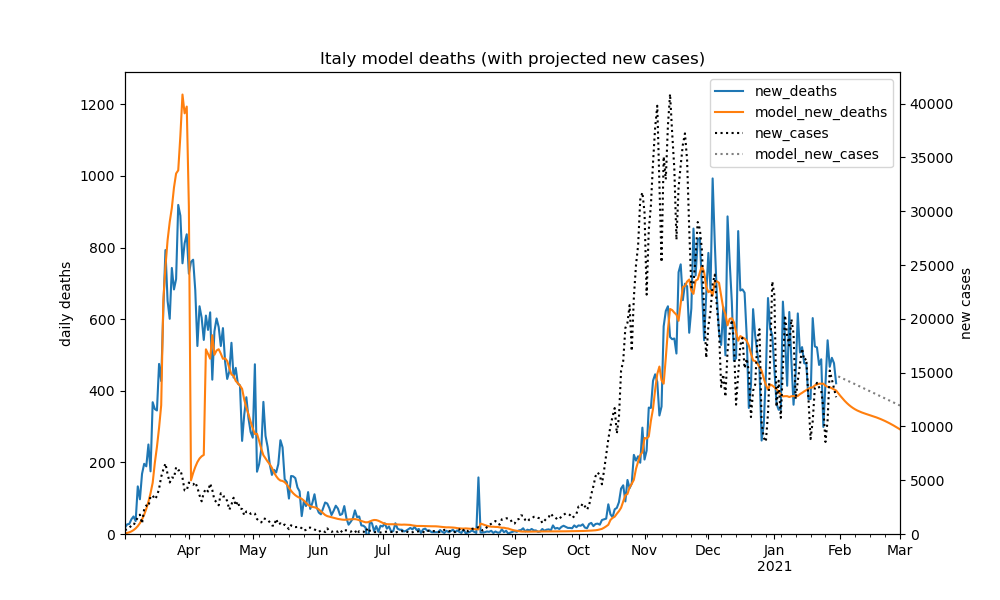 Italy model deaths (with projected new cases)
new_deaths
model_new_deaths
new_cases
model_new_cases
daily deaths
new cases
1200
1000
800
600
400
200
0
40000
35000
30000
25000
20000
15000
10000
5000
0
Apr May Jun Jul Aug Sep Oct Nov Dec Jan Feb Mar
2021